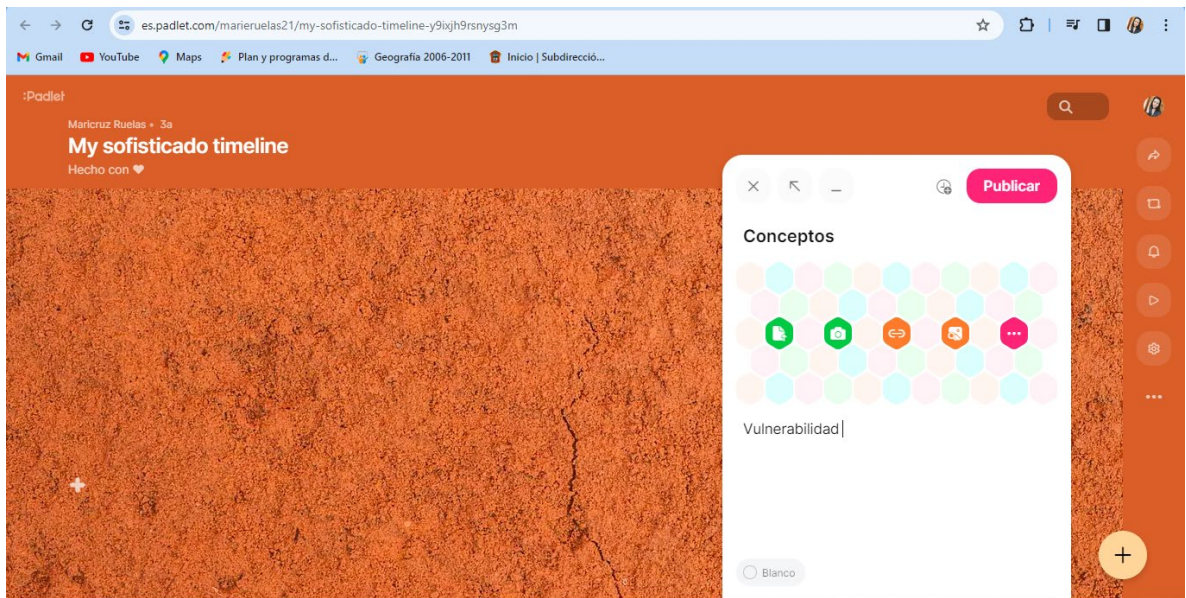 es.padlet.com/marieruelas21/my-sofisticado-timeline-y9ixjh9rsnysg3m
Gmail YouTube Maps Plan y programas d... Geografía 2006-2011 Inicio | Subdirecció...
:Padlet
Maricruz Ruelas • 3a
My sofisticado timeline
Hecho con ♥
Publicar
Conceptos
Vulnerabilidad
Blanco